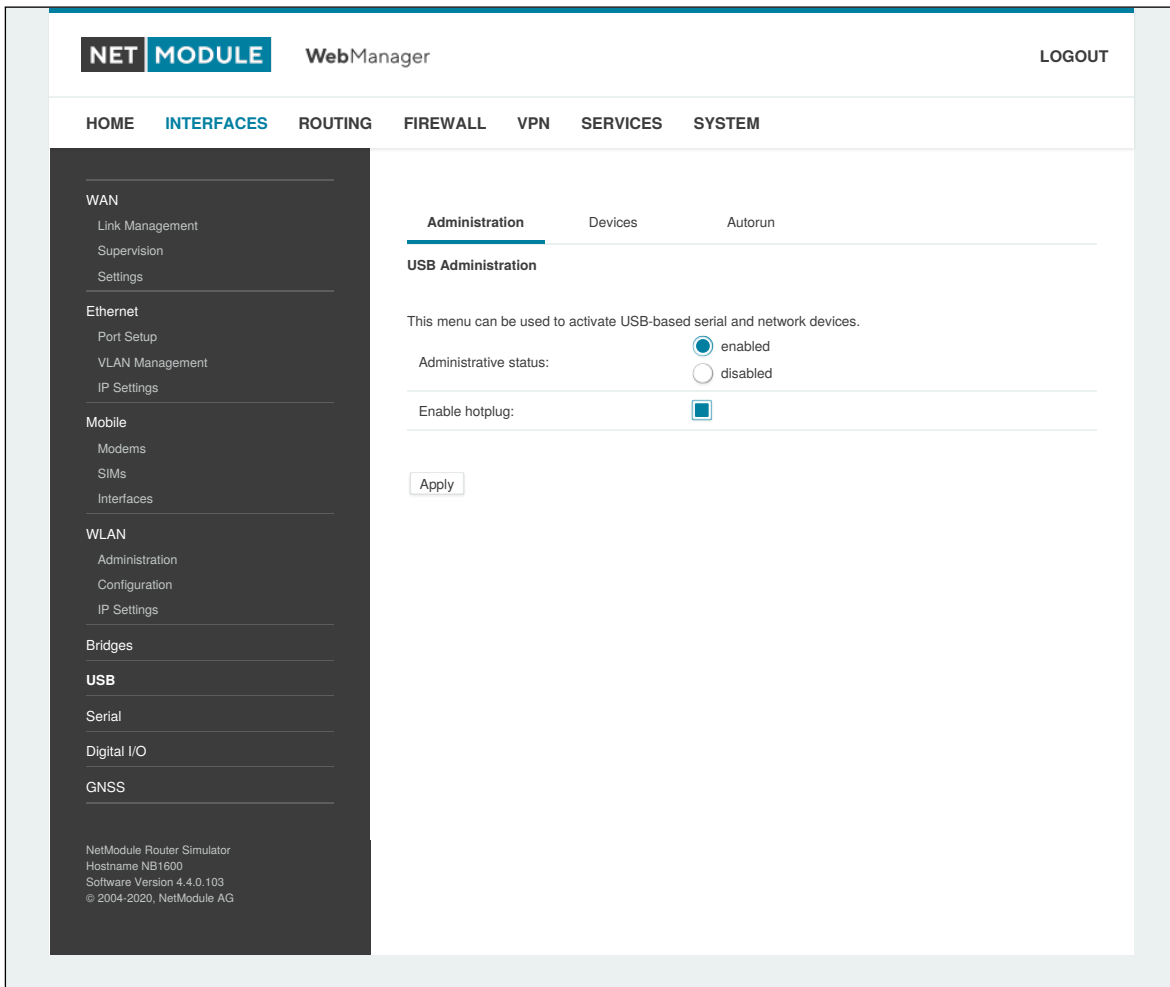 NET MODULE WebManager LOGOUT
HOME INTERFACES ROUTING FIREWALL VPN SERVICES SYSTEM
WAN
Link Management
Supervision
Settings
Ethernet
Port Setup
VLAN Management
IP Settings
Mobile
Modems
SIMs
Interfaces
WLAN
Administration
Configuration
IP Settings
Bridges
USB
Serial
Digital I/O
GNSS
NetModule Router Simulator
Hostname NB1600
Software Version 4.4.0.103
© 2004-2020, NetModule AG
Administration Devices Autorun
USB Administration
This menu can be used to activate USB-based serial and network devices.
Administrative status: enabled
disabled
Enable hotplug:
Apply